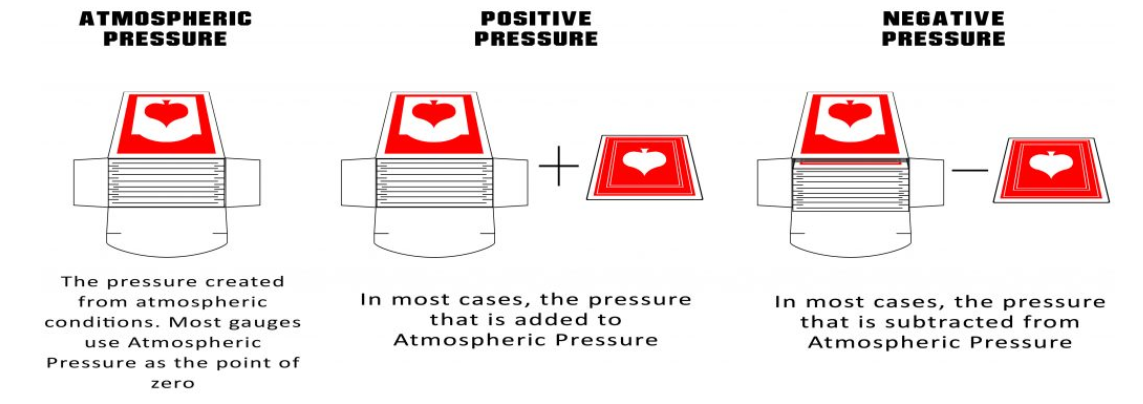 ATMOSPHERIC
PRESSURE
The pressure created
from atmospheric
conditions. Most gauges
use Atmospheric
Pressure as the point of
zero
POSITIVE
PRESSURE
In most cases, the pressure
that is added to
Atmospheric Pressure
NEGATIVE
PRESSURE
In most cases, the pressure
that is subtracted from
Atmospheric Pressure